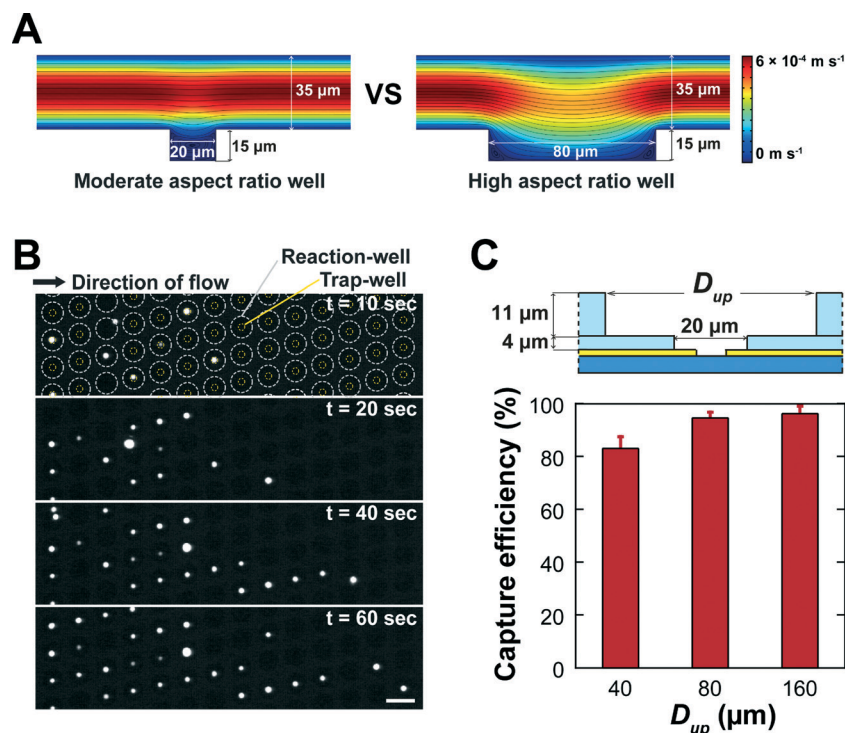 A
35 µm
20 µm
15 µm
Moderate aspect ratio well
VS
35 µm
80 µm
15 µm
High aspect ratio well
6 × 10⁻⁴ m s⁻¹
0 m s⁻¹
B
Direction of flow
Reaction-well
Trap-well
t = 10 sec
t = 20 sec
t = 40 sec
t = 60 sec
C
D_up
11 µm
20 µm
4 µm
Capture efficiency (%)
100
80
60
40
20
0
40 80 160
D_up (µm)